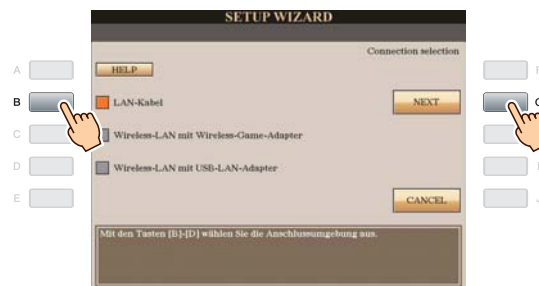 SETUP WIZARD
Connection selection
HELP
A
B
LAN-Kabel
NEXT
C
Wireless-LAN mit Wireless-Game-Adapter
D
Wireless-LAN mit USB-LAN-Adapter
E
CANCEL
Mit den Tasten [B]-[D] wählen Sie die Anschlussumgebung aus.